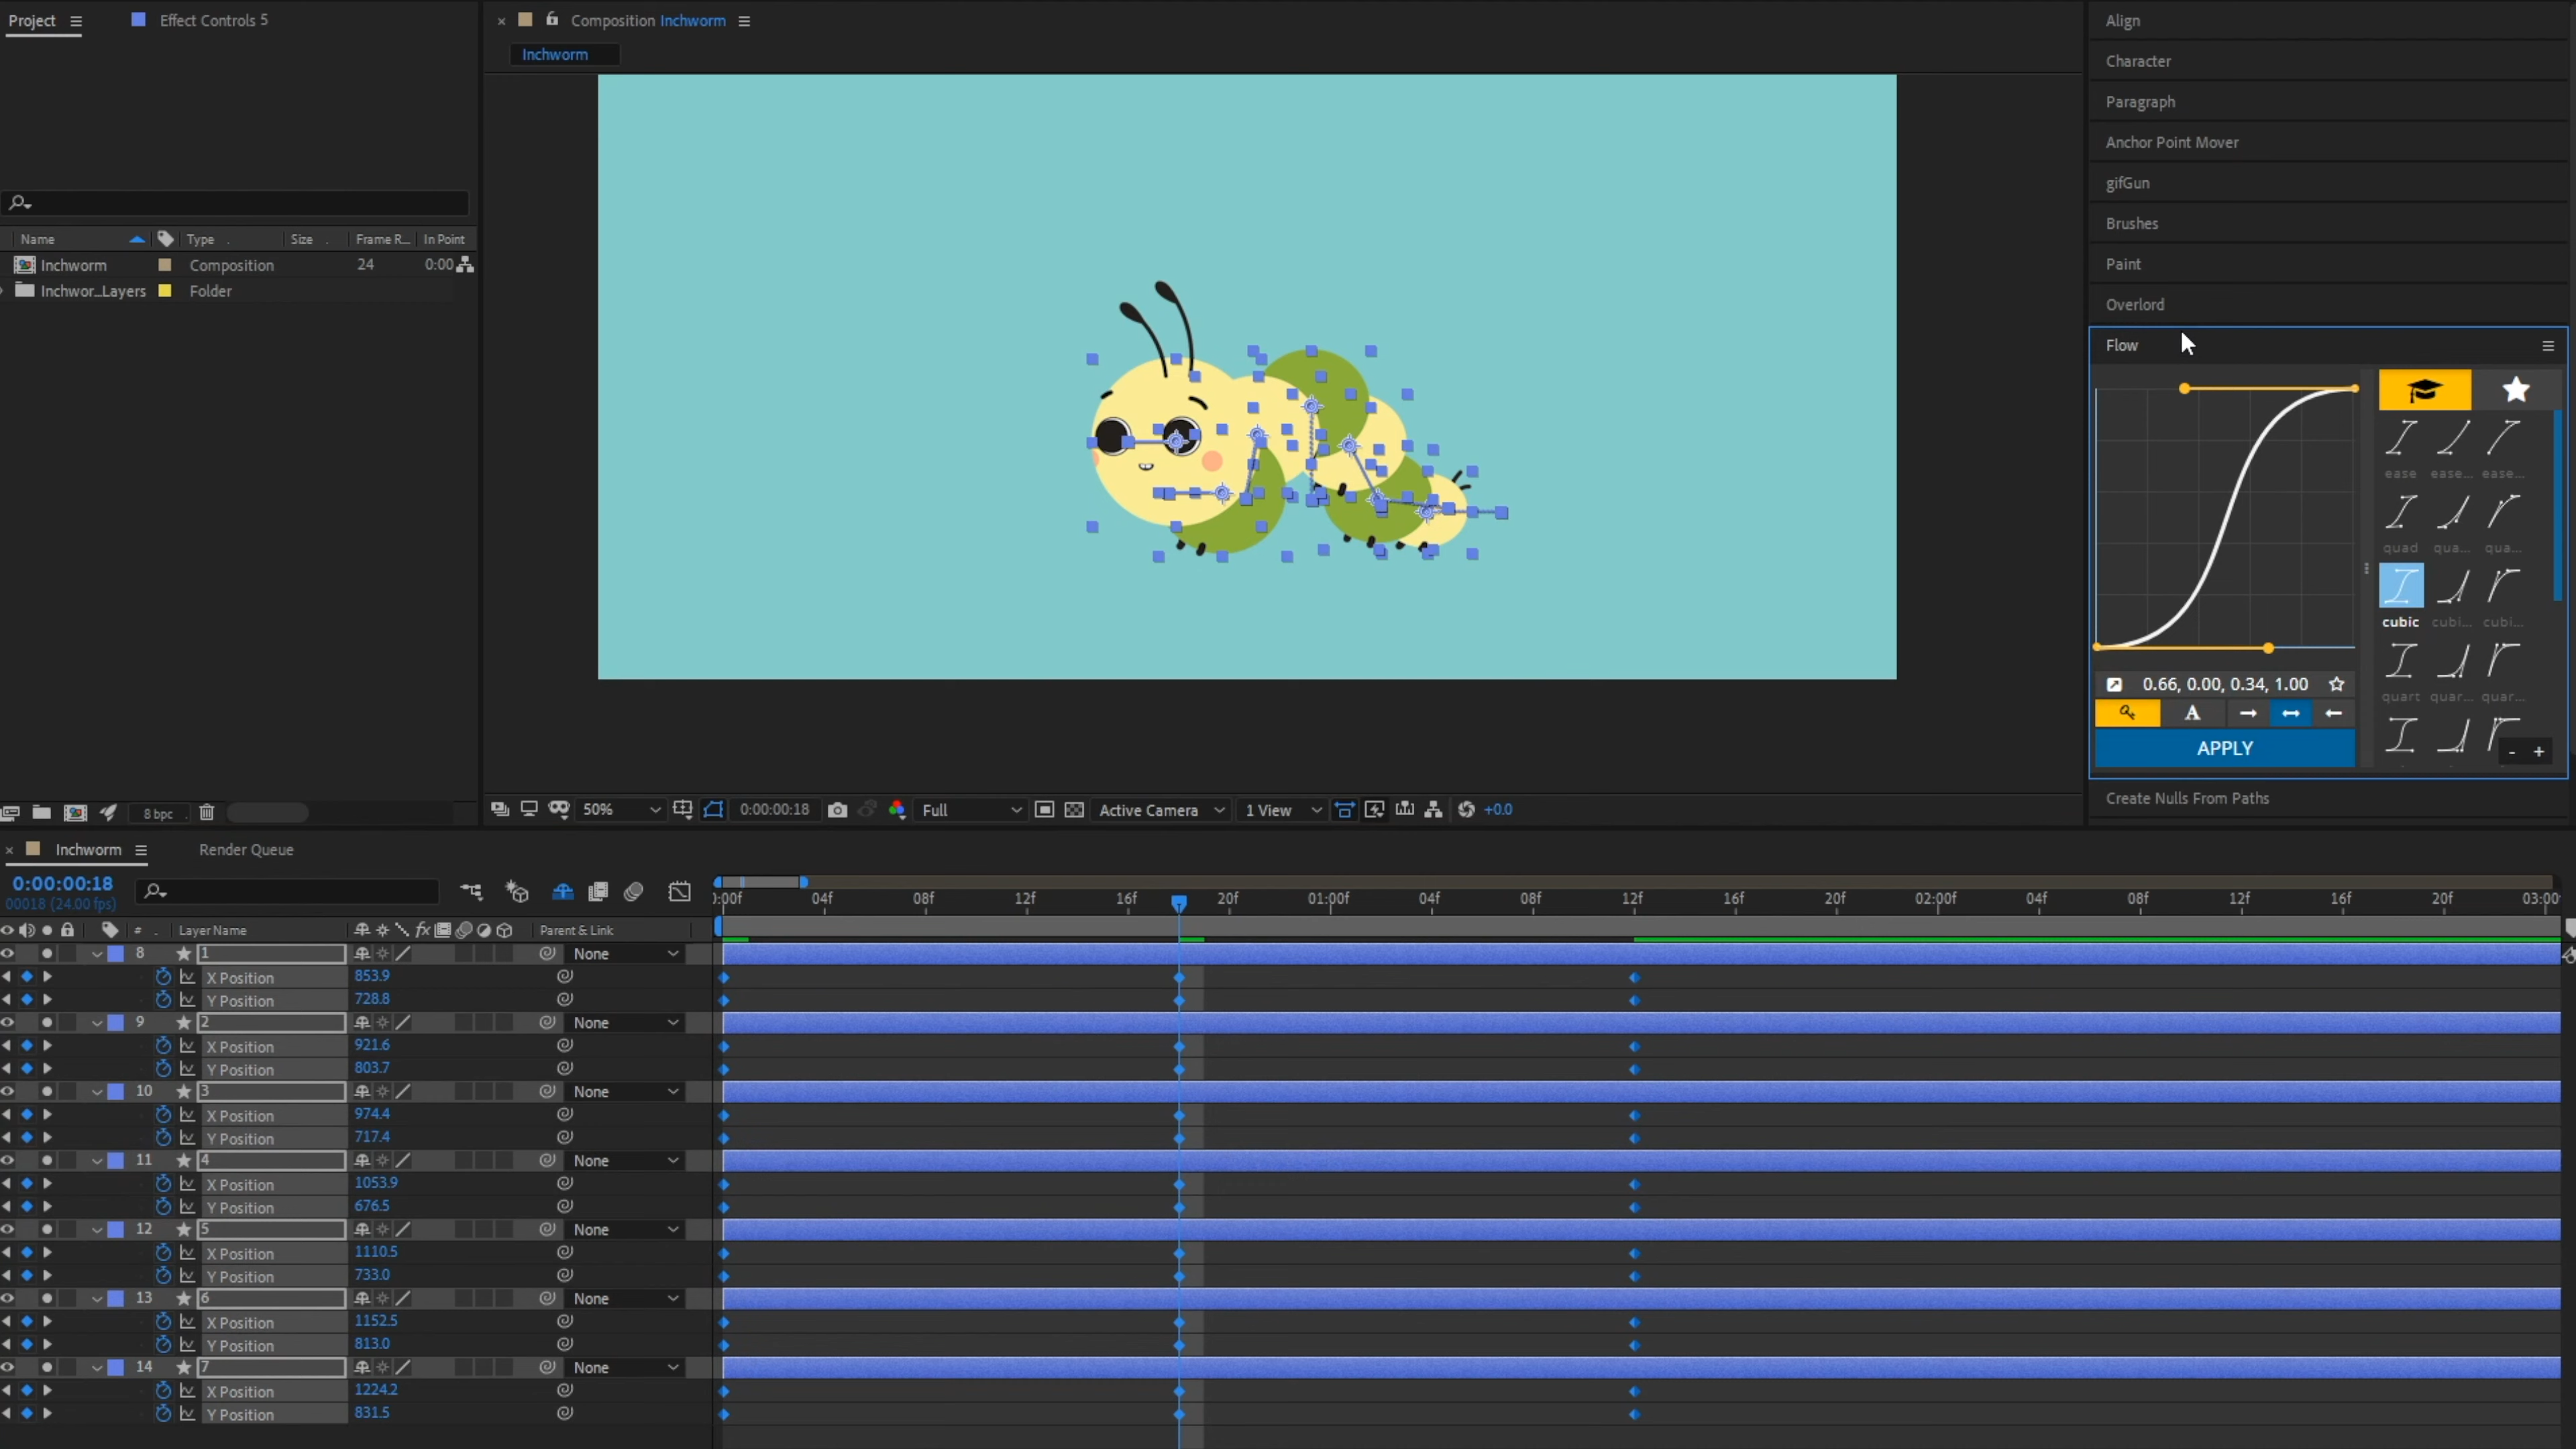 Project
Effect Controls 5
Composition Inchworm
Inchworm
Name Type Size Frame R... In Point
Inchworm Composition 24 0:00
Inchwor_Layers Folder
8 bpc
50%
0:00:00:18
Full
Active Camera
1 View
+0.0
Align
Character
Paragraph
Anchor Point Mover
gifGun
Brushes
Paint
Overlord
Flow
ease ease... ease...
quad qua... qua...
cubic cubi... cubi...
quart quar... quar...
0.66, 0.00, 0.34, 1.00
A
APPLY
- +
Create Nulls From Paths
Inchworm
Render Queue
0:00:00:18
00018 (24.00 fps)
:00f 04f 08f 12f 16f 20f 01:00f 04f 08f 12f 16f 20f 02:00f 04f 08f 12f 16f 20f 03:00
# Layer Name fx Parent & Link
8 1 None
X Position 853.9
Y Position 728.8
9 2 None
X Position 921.6
Y Position 803.7
10 3 None
X Position 974.4
Y Position 717.4
11 4 None
X Position 1053.9
Y Position 676.5
12 5 None
X Position 1110.5
Y Position 733.0
13 6 None
X Position 1152.5
Y Position 813.0
14 7 None
X Position 1224.2
Y Position 831.5